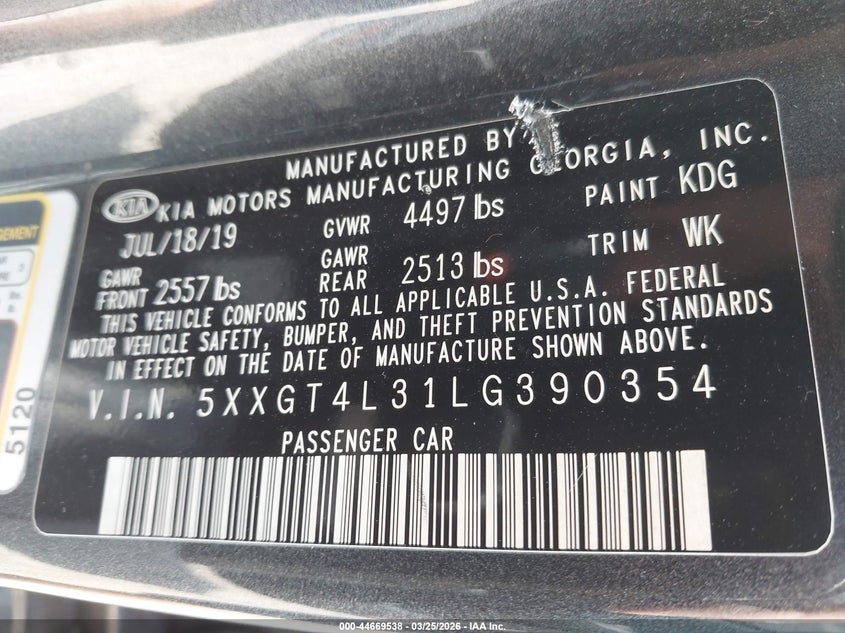 MANUFACTURED BY
KIA KIA MOTORS MANUFACTURING GEORGIA, INC.
JUL/18/19 GVWR 4497 lbs PAINT KDG
GAWR FRONT 2557 lbs GAWR REAR 2513 lbs TRIM WK
THIS VEHICLE CONFORMS TO ALL APPLICABLE U.S.A. FEDERAL
MOTOR VEHICLE SAFETY, BUMPER, AND THEFT PREVENTION STANDARDS
IN EFFECT ON THE DATE OF MANUFACTURE SHOWN ABOVE.
V.I.N. 5XXGT4L31LG390354
PASSENGER CAR
5120
000-44669538 - 03/25/2026 - IAA Inc.